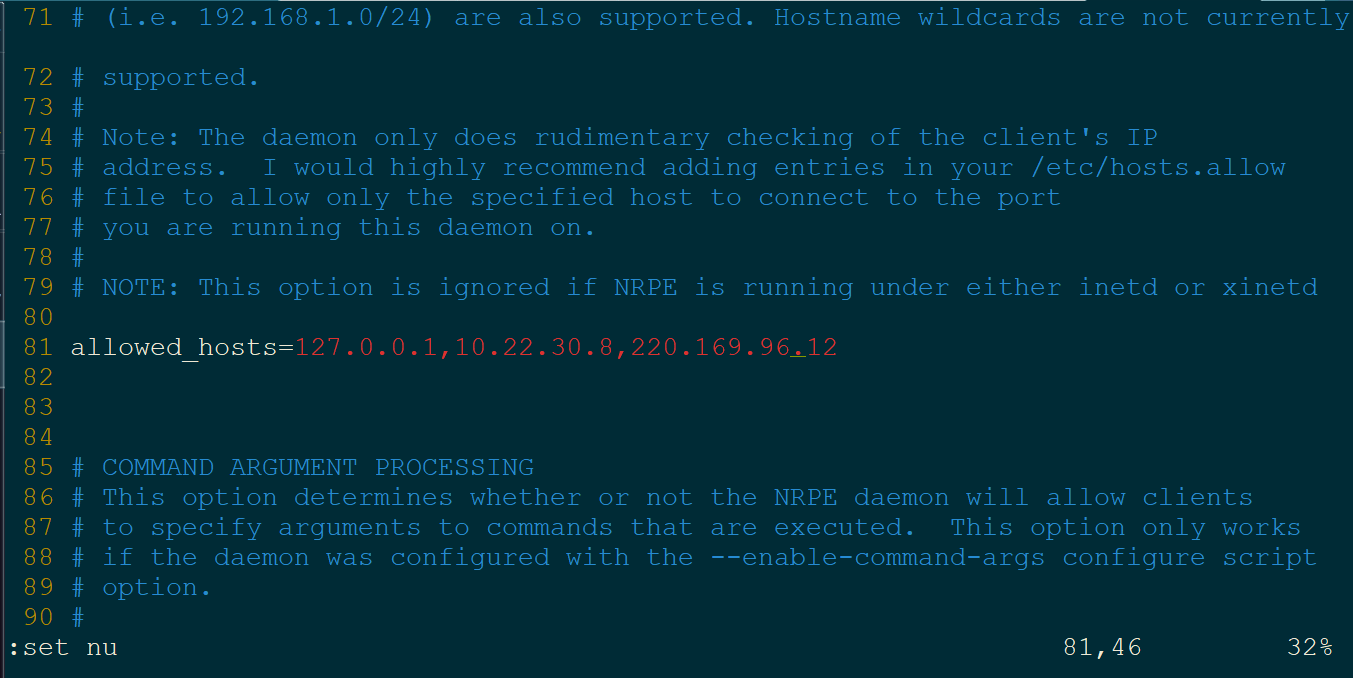 71 # (i.e. 192.168.1.0/24) are also supported. Hostname wildcards are not currently
72 # supported.
73 #
74 # Note: The daemon only does rudimentary checking of the client's IP
75 # address.  I would highly recommend adding entries in your /etc/hosts.allow
76 # file to allow only the specified host to connect to the port
77 # you are running this daemon on.
78 #
79 # NOTE: This option is ignored if NRPE is running under either inetd or xinetd
80
81 allowed_hosts=127.0.0.1,10.22.30.8,220.169.96.12
82
83
84
85 # COMMAND ARGUMENT PROCESSING
86 # This option determines whether or not the NRPE daemon will allow clients
87 # to specify arguments to commands that are executed.  This option only works
88 # if the daemon was configured with the --enable-command-args configure script
89 # option.
90 #
:set nu 81,46 32%